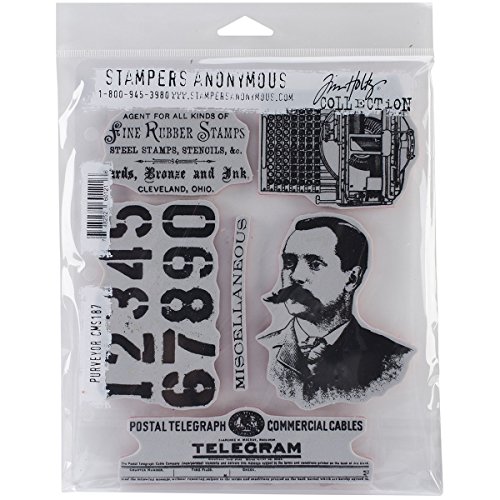 STAMPERS ANONYMOUS
1-800-945-3980 WWW.STAMPERSANONYMOUS.COM
Tim Holtz
COLLECTION
AGENT FOR ALL KINDS OF
FINE RUBBER STAMPS
STEEL STAMPS, STENCILS, &c.
rds, Bronze and Ink.
CLEVELAND, OHIO.
12345
67890
MISCELLANEOUS
PURVEYOR CMS187
POSTAL TELEGRAPH COMMERCIAL CABLES
TELEGRAM